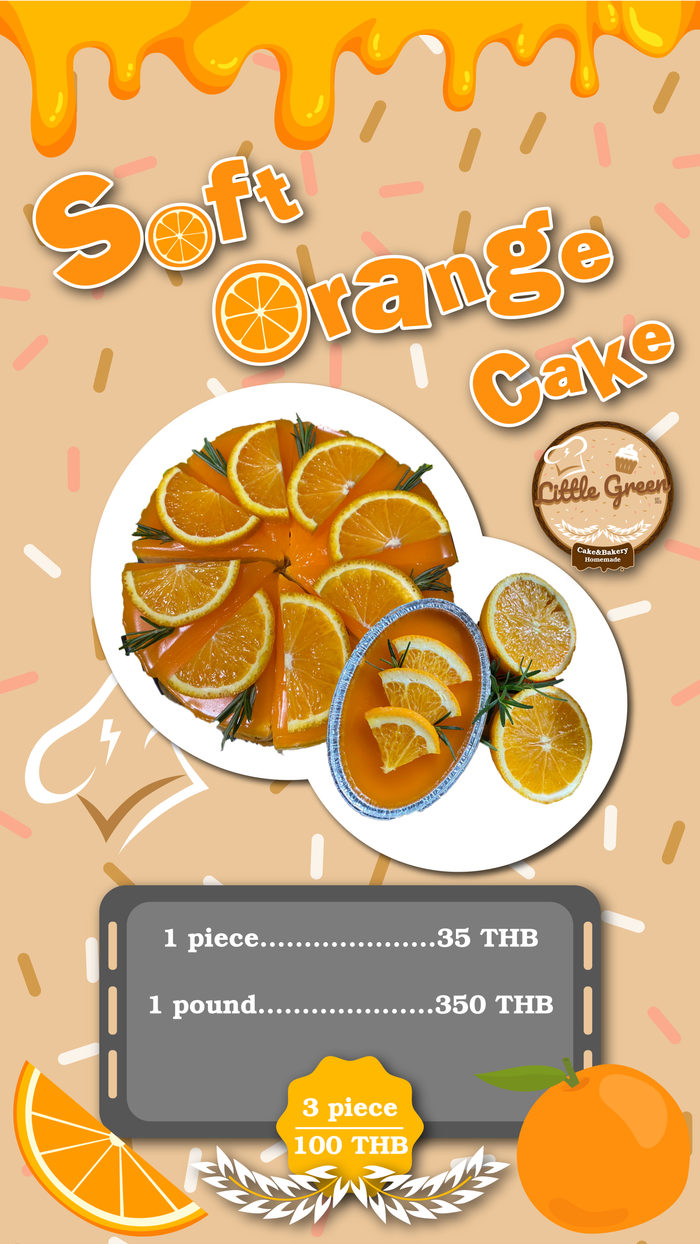 Soft
Orange
Cake
Little Green
Cake&Bakery
Homemade
1 piece.....................35 THB
1 pound.....................350 THB
3 piece
100 THB